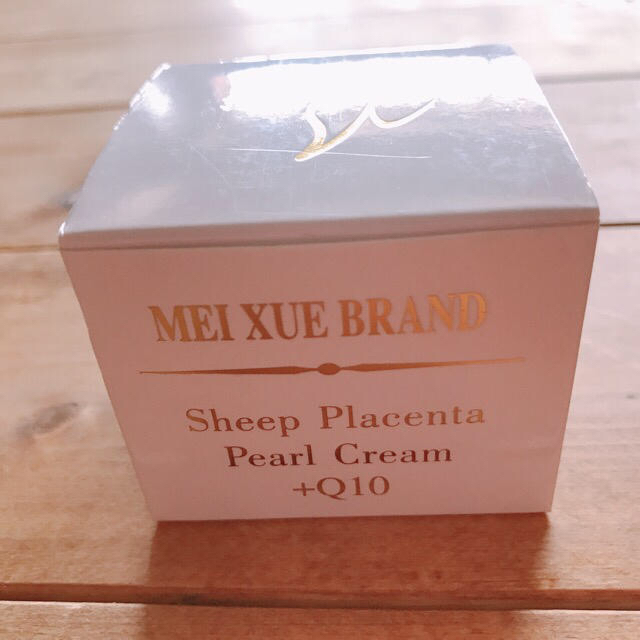 MEI XUE BRAND
Sheep Placenta
Pearl Cream
+Q10